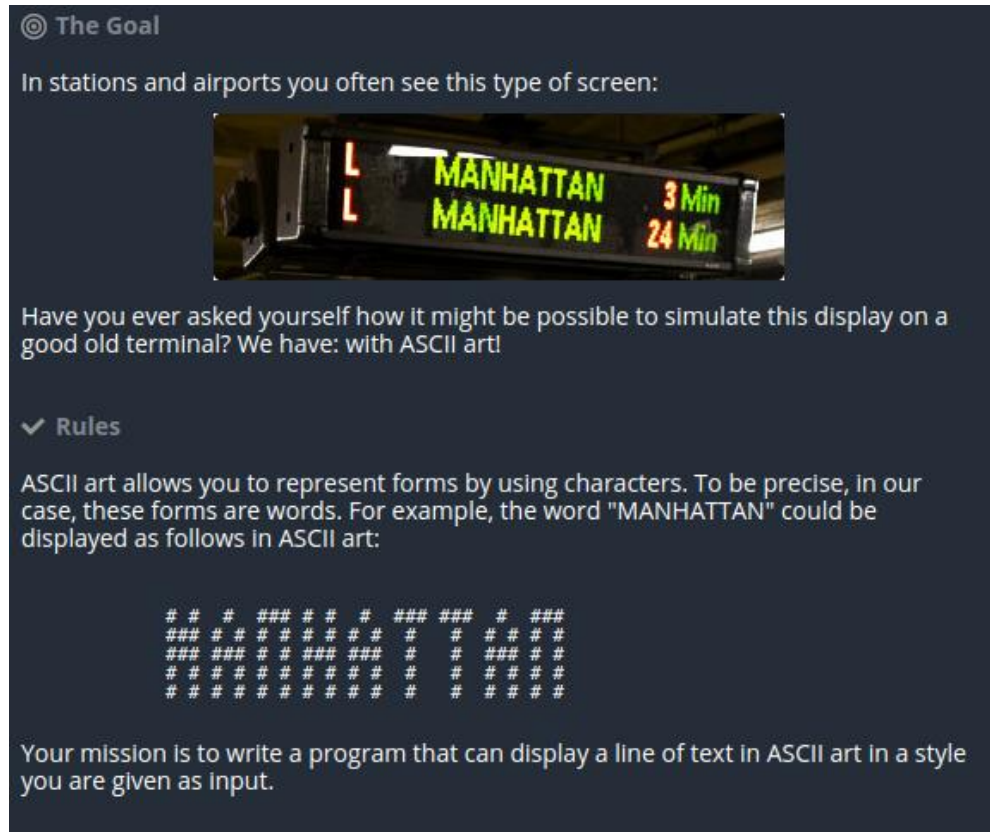 The Goal
In stations and airports you often see this type of screen:
L MANHATTAN 3 Min
L MANHATTAN 24 Min
Have you ever asked yourself how it might be possible to simulate this display on a
good old terminal? We have: with ASCII art!
Rules
ASCII art allows you to represent forms by using characters. To be precise, in our
case, these forms are words. For example, the word "MANHATTAN" could be
displayed as follows in ASCII art:
# #  #  ### # #  #  ### ###  #  ###
### # # # # # # # #  #   #  # # # #
### ### # # ### ###  #   #  ### # #
# # # # # # # # # #  #   #  # # # #
# # # # # # # # # #  #   #  # # # #
Your mission is to write a program that can display a line of text in ASCII art in a style
you are given as input.